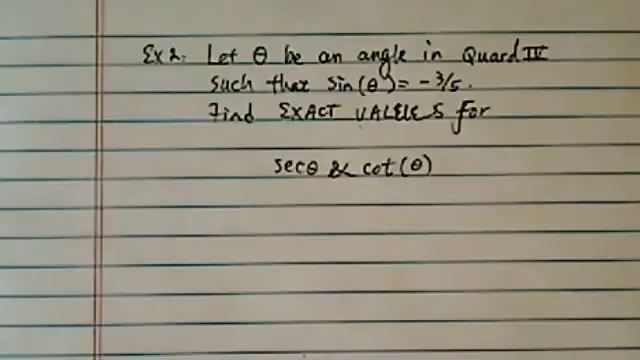 Ex 2. Let θ be an angle in Quard IV
such that sin(θ) = -3/5.
Find EXACT VALUES for
secθ & cot(θ)